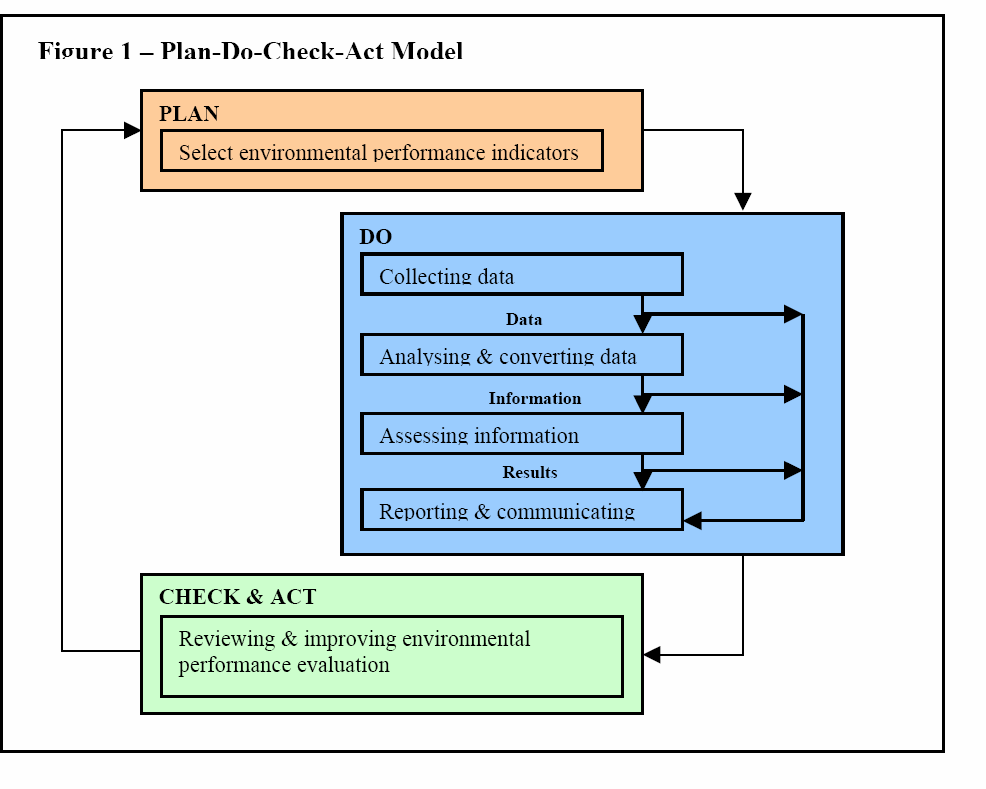 Figure 1 – Plan-Do-Check-Act Model
PLAN
Select environmental performance indicators
DO
Collecting data
Data
Analysing & converting data
Information
Assessing information
Results
Reporting & communicating
CHECK & ACT
Reviewing & improving environmental
performance evaluation